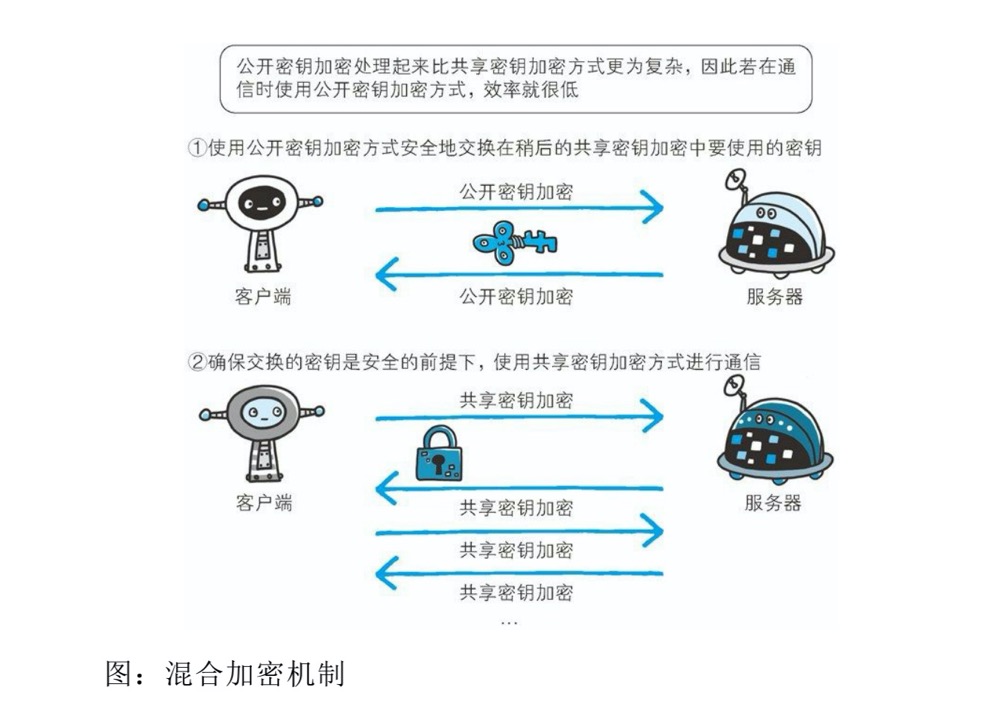 公开密钥加密处理起来比共享密钥加密方式更为复杂，因此若在通
信时使用公开密钥加密方式，效率就很低
①使用公开密钥加密方式安全地交换在稍后的共享密钥加密中要使用的密钥
公开密钥加密
客户端
公开密钥加密
服务器
②确保交换的密钥是安全的前提下，使用共享密钥加密方式进行通信
共享密钥加密
客户端
共享密钥加密
服务器
共享密钥加密
共享密钥加密
…
图：混合加密机制